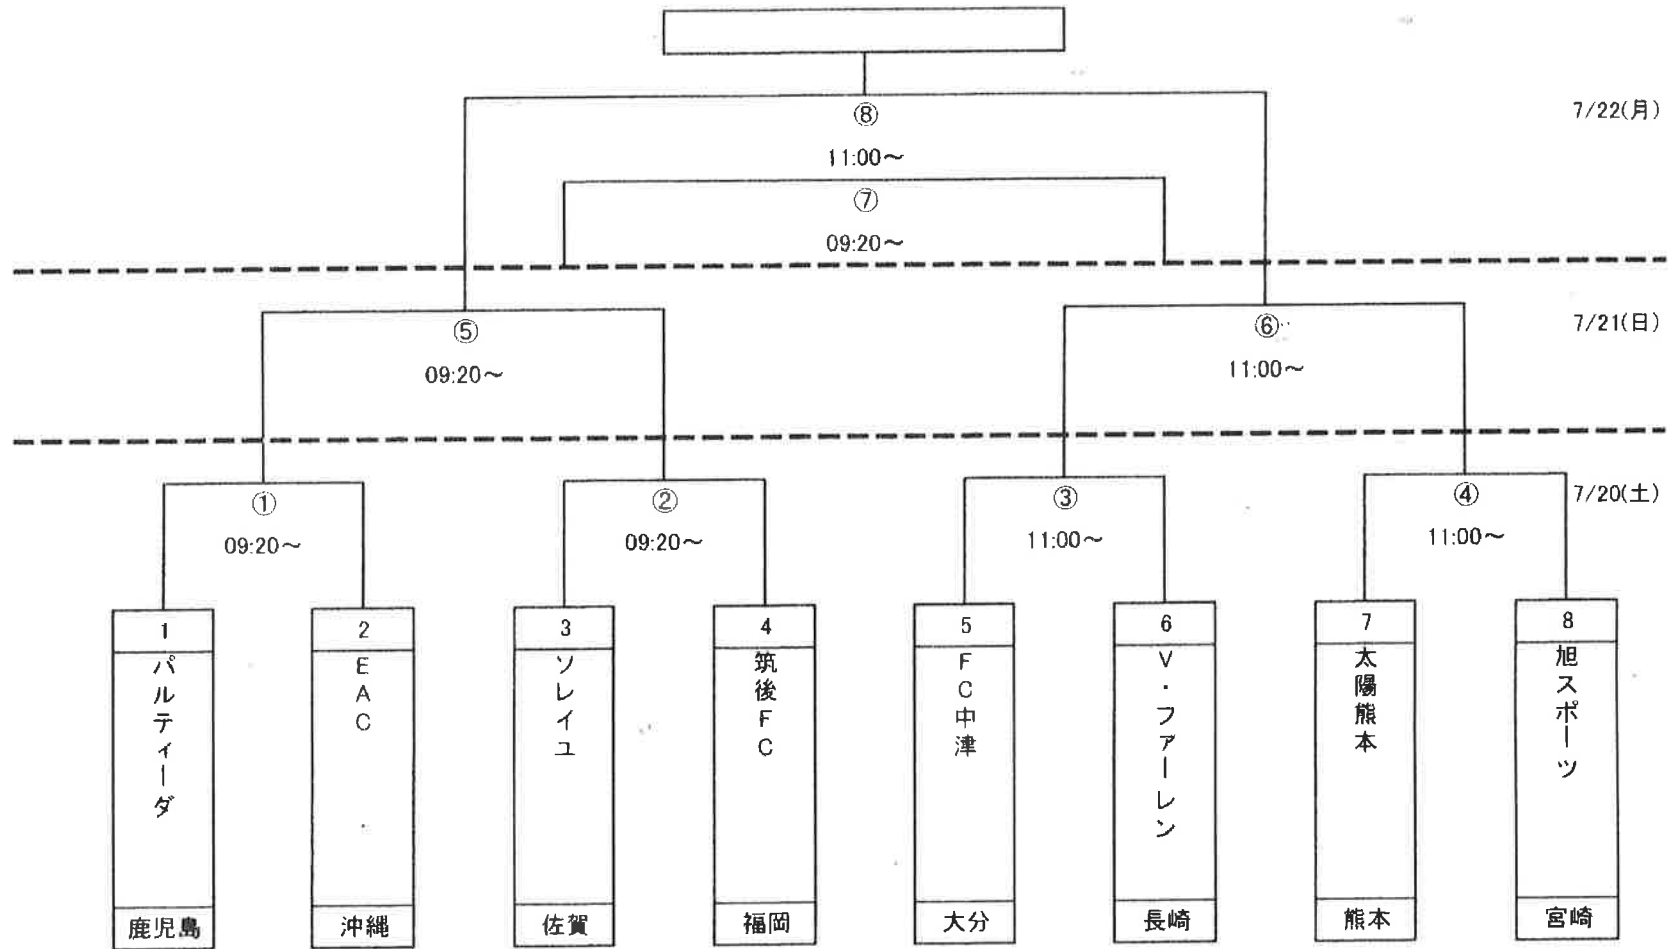 ⑧
7/22(月)
11:00～
⑦
09:20～
⑤
⑥
7/21(日)
09:20～
11:00～
①
②
③
④
7/20(土)
09:20～
09:20～
11:00～
11:00～
1
2
3
4
5
6
7
8
パルティーダ
EAC
ソレイユ
筑後FC
FC中津
V・ファーレン
太陽熊本
旭スポーツ
鹿児島
沖縄
佐賀
福岡
大分
長崎
熊本
宮崎